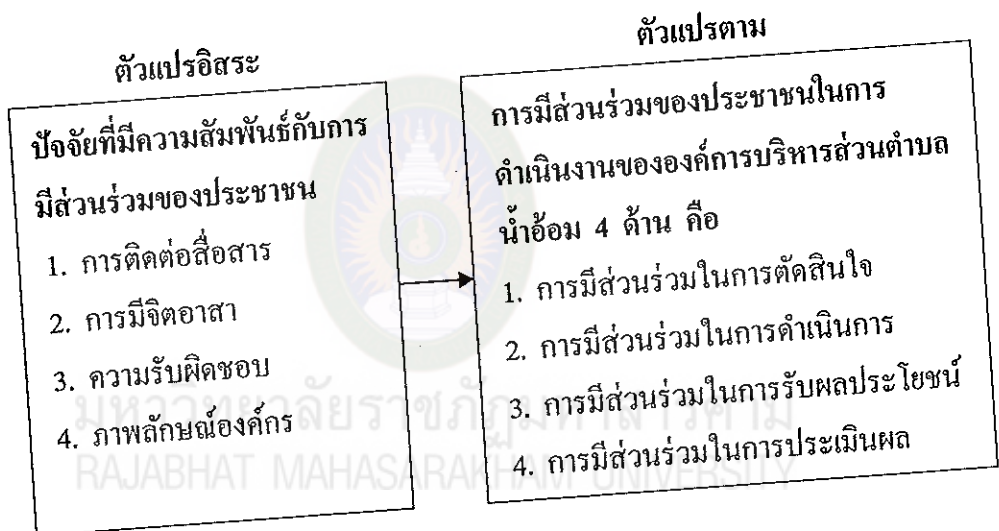 ตัวแปรอิสระ
ปัจจัยที่มีความสัมพันธ์กับการ
มีส่วนร่วมของประชาชน
1. การติดต่อสื่อสาร
2. การมีจิตอาสา
3. ความรับผิดชอบ
4. ภาพลักษณ์องค์กร
ตัวแปรตาม
การมีส่วนร่วมของประชาชนในการ
ดำเนินงานขององค์การบริหารส่วนตำบล
น้ำอ้อม 4 ด้าน คือ
1. การมีส่วนร่วมในการตัดสินใจ
2. การมีส่วนร่วมในการดำเนินการ
3. การมีส่วนร่วมในการรับผลประโยชน์
4. การมีส่วนร่วมในการประเมินผล
มหาวิทยาลัยราชภัฏมหาสารคาม
RAJABHAT MAHASARAKHAM UNIVERSITY